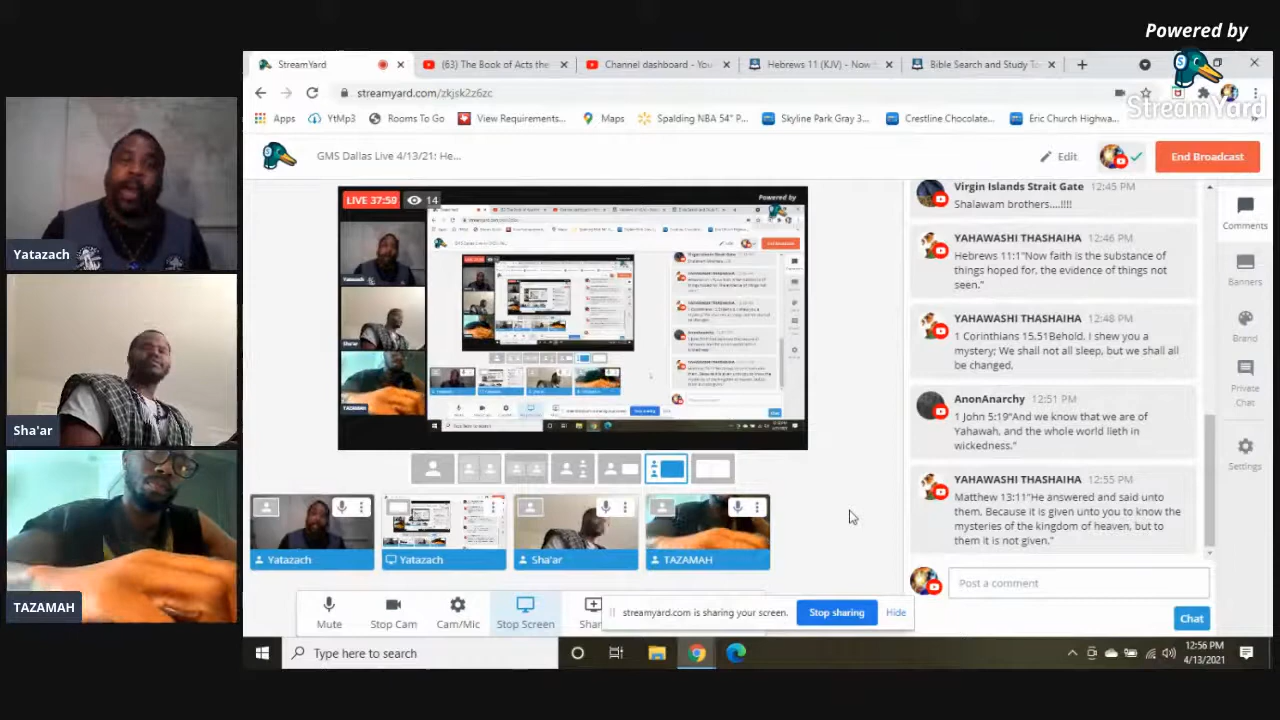 Powered by
StreamYard
Yatazach
Sha'ar
TAZAMAH
StreamYard
(63) The Book of Acts the
Channel dashboard - You
Hebrews 11 (KJV) - Now
Bible Search and Study To
streamyard.com/zkjsk2z6zc
Apps
YtMp3
Rooms To Go
View Requirements...
Maps
Spalding NBA 54" P...
Skyline Park Gray 3...
Crestline Chocolate...
Eric Church Highwa...
GMS Dallas Live 4/13/21: He...
Edit
End Broadcast
LIVE 37:59
14
Powered by
Yatazach
Sha'ar
TAZAMAH
Yatazach
Yatazach
Sha'ar
TAZAMAH
Mute
Stop Cam
Cam/Mic
Stop Screen
Shar
streamyard.com is sharing your screen.
Stop sharing
Hide
Virgin Islands Strait Gate 12:45 PM
Shalawam brothers....!!!!
YAHAWASHI THASHAIHA 12:46 PM
Hebrews 11:1"Now faith is the substance of
things hoped for, the evidence of things not
seen."
YAHAWASHI THASHAIHA 12:48 PM
1 Corinthians 15:51Behold, I shew you a
mystery; We shall not all sleep, but we shall all
be changed,
AnonAnarchy 12:51 PM
1 John 5:19"And we know that we are of
Yahawah, and the whole world lieth in
wickedness."
YAHAWASHI THASHAIHA 12:55 PM
Matthew 13:11"He answered and said unto
them, Because it is given unto you to know the
mysteries of the kingdom of heaven, but to
them it is not given."
Post a comment
Chat
Comments
Banners
Brand
Private
Chat
Settings
Type here to search
12:56 PM
4/13/2021